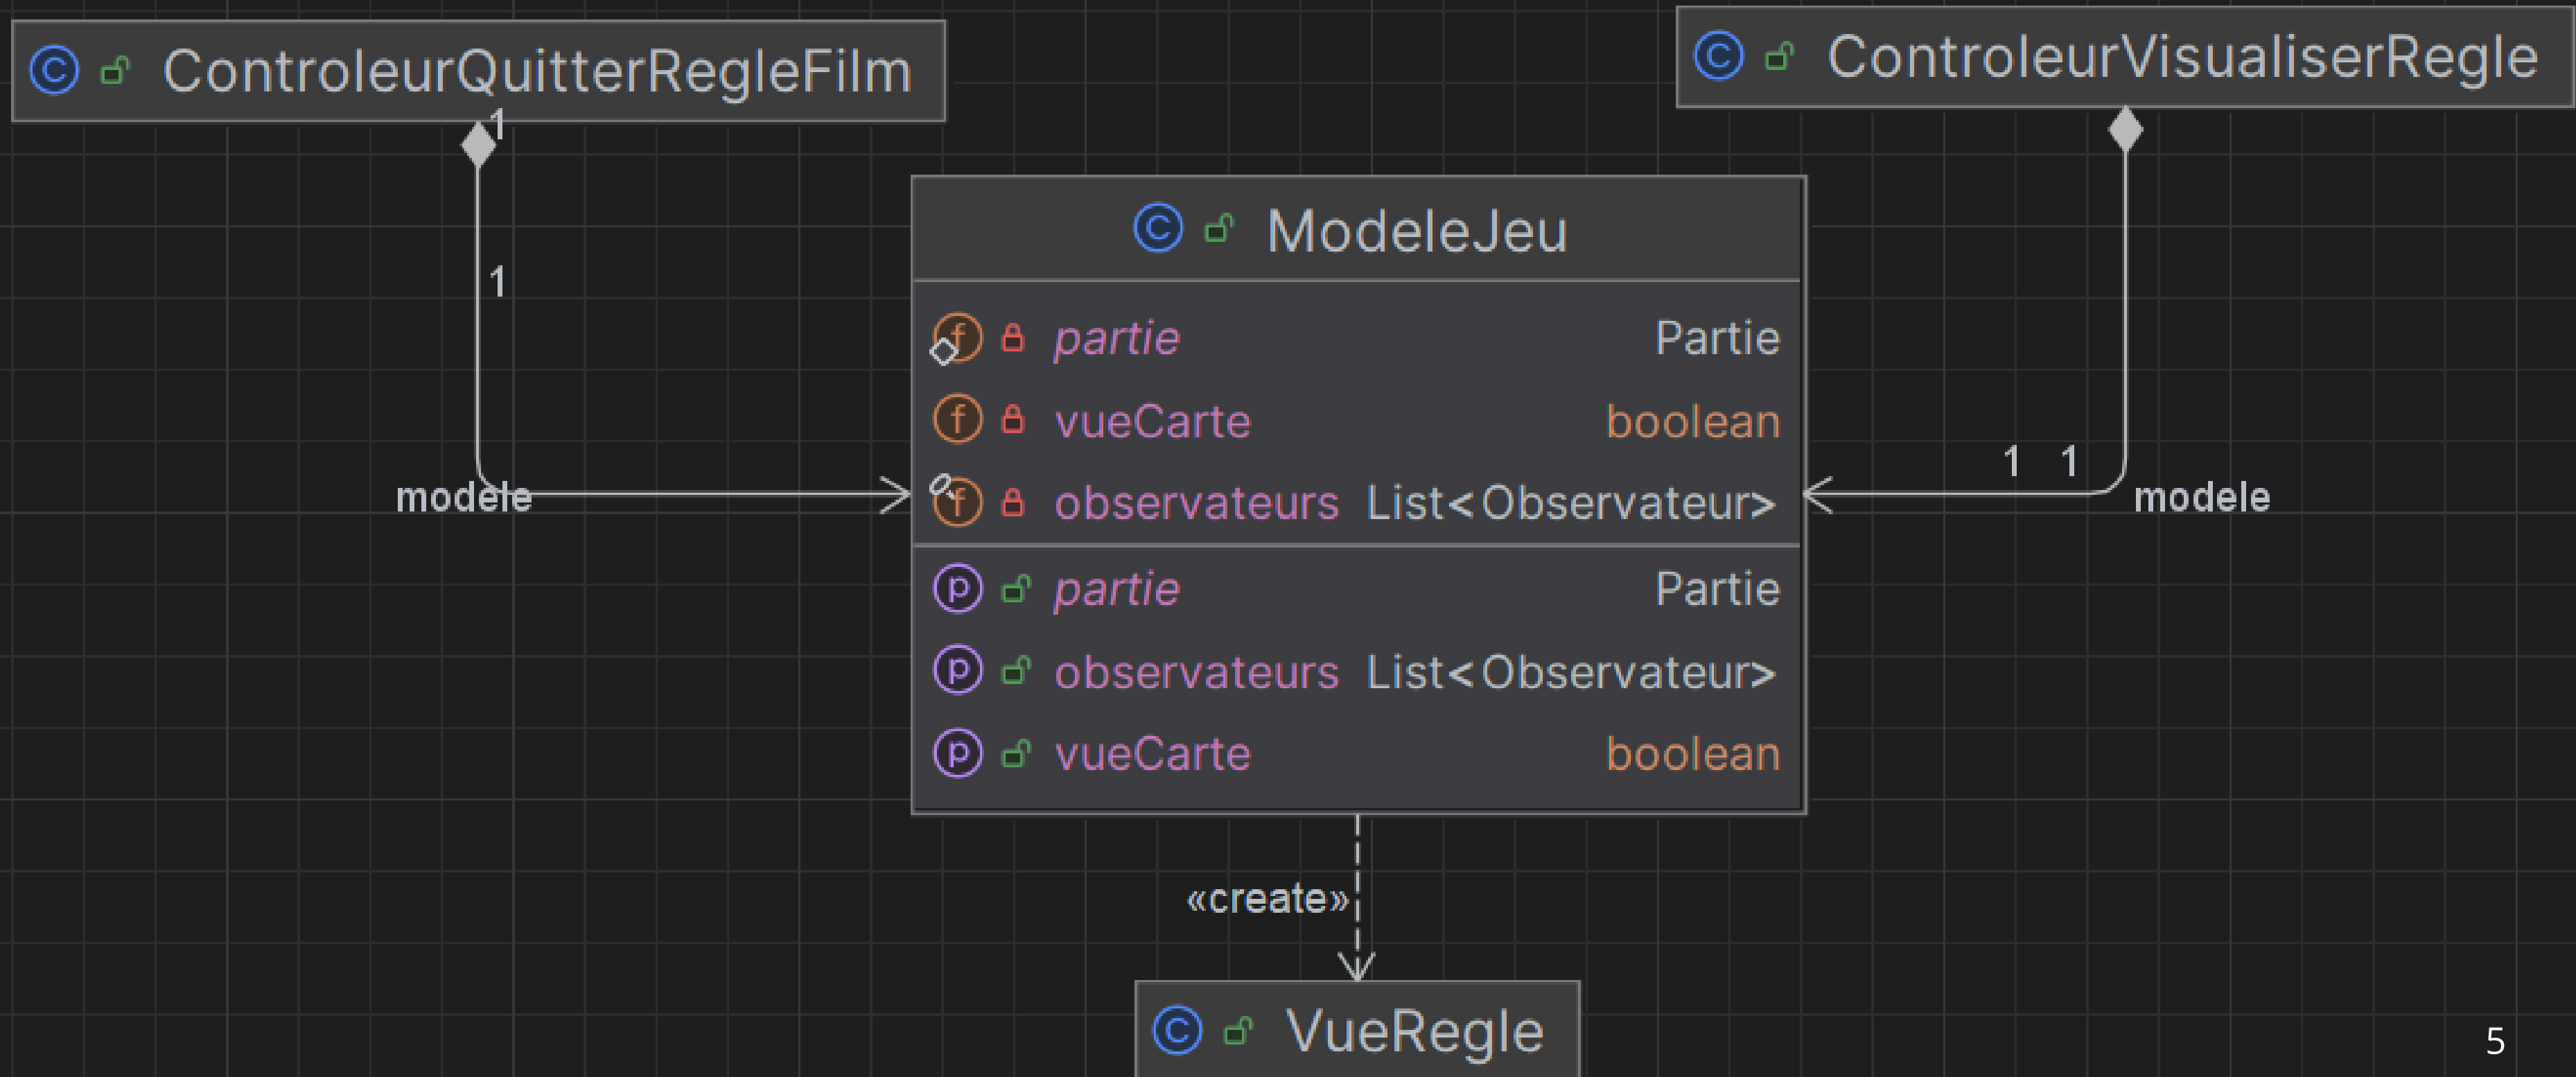 ControleurQuitterRegleFilm
ControleurVisualiserRegle
1
1
modele
ModeleJeu
partie Partie
vueCarte boolean
observateurs List<Observateur>
partie Partie
observateurs List<Observateur>
vueCarte boolean
1 1
modele
«create»
VueRegle
5